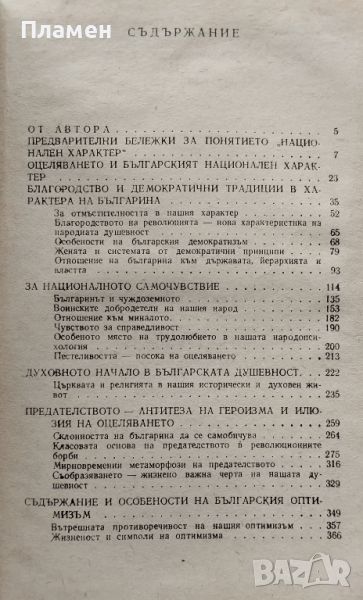 Пламен
СЪДЪРЖАНИЕ
ОТ АВТОРА 5
ПРЕДВАРИТЕЛНИ БЕЛЕЖКИ ЗА ПОНЯТИЕТО „НАЦИО-
НАЛЕН ХАРАКТЕР“ 7
ОЦЕЛЯВАНЕТО И БЪЛГАРСКИЯТ НАЦИОНАЛЕН ХАРАК-
ТЕР 23
БЛАГОРОДСТВО И ДЕМОКРАТИЧНИ ТРАДИЦИИ В ХА-
РАКТЕРА НА БЪЛГАРИНА 35
За отмъстителността в нашия характер 52
Благородството на революцията — нова характеристика на
народната душевност 65
Особености на българския демократизъм 68
Жената и системата от демократични принципи 79
Отношение на българина към държавата, йерархията и
властта 93
ЗА НАЦИОНАЛНОТО САМОЧУВСТВИЕ 114
Българинът и чуждоземното 135
Воинските добродетели на нашия народ 153
Отношение към миналото 182
Чувството за справедливост 190
Особеното място на трудолюбието в нашата народопси-
хология 200
Пестеливостта — посока на оцеляването 213
ДУХОВНОТО НАЧАЛО В БЪЛГАРСКАТА ДУШЕВНОСТ 222
Църквата и религията в нашия исторически и духовен жи-
вот 235
ПРЕДАТЕЛСТВОТО — АНТИТЕЗА НА ГЕРОИЗМА И ИЛЮ-
ЗИЯ НА ОЦЕЛЯВАНЕТО 259
Склонността на българина да се самобичува 264
Класовата основа на предателството в революционните
борби 275
Мирновременни метаморфози на предателството 316
Съобразяването — жизнено важна черта на нашата ду-
шевност 329
СЪДЪРЖАНИЕ И ОСОБЕНОСТИ НА БЪЛГАРСКИЯ ОПТИ-
МИЗЪМ 349
Вътрешната противоречивост на нашия оптимизъм 357
Жизненост и символи на оптимизма 366
BAZAR